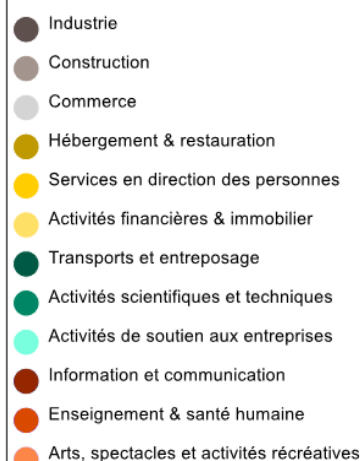 Industrie
Construction
Commerce
Hébergement & restauration
Services en direction des personnes
Activités financières & immobilier
Transports et entreposage
Activités scientifiques et techniques
Activités de soutien aux entreprises
Information et communication
Enseignement & santé humaine
Arts, spectacles et activités récréatives